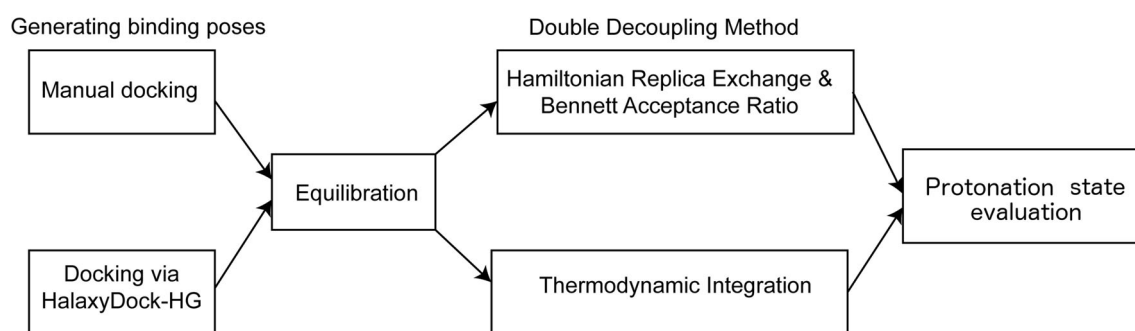 Generating binding poses
Double Decoupling Method
Manual docking
Hamiltonian Replica Exchange &
Bennett Acceptance Ratio
Equilibration
Protonation state
evaluation
Docking via
HalaxyDock-HG
Thermodynamic Integration